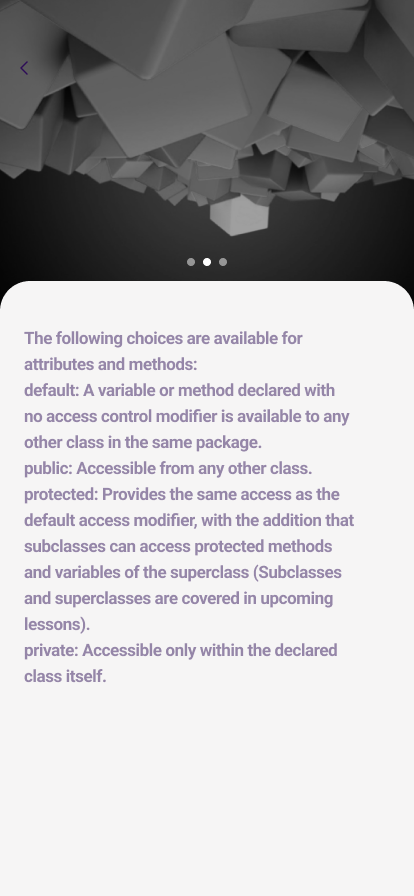 The following choices are available for
attributes and methods:
default: A variable or method declared with
no access control modifier is available to any
other class in the same package.
public: Accessible from any other class.
protected: Provides the same access as the
default access modifier, with the addition that
subclasses can access protected methods
and variables of the superclass (Subclasses
and superclasses are covered in upcoming
lessons).
private: Accessible only within the declared
class itself.